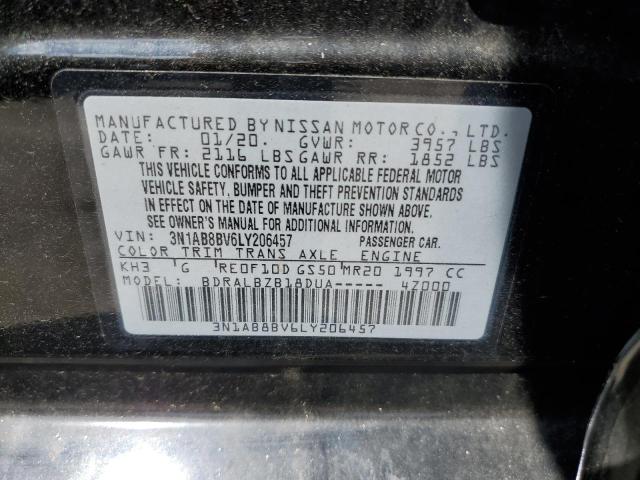 MANUFACTURED BY NISSAN MOTOR CO., LTD.
DATE: 01/20. GVWR: 3957 LBS
GAWR FR: 2116 LBS GAWR RR: 1852 LBS
THIS VEHICLE CONFORMS TO ALL APPLICABLE FEDERAL MOTOR
VEHICLE SAFETY, BUMPER AND THEFT PREVENTION STANDARDS
IN EFFECT ON THE DATE OF MANUFACTURE SHOWN ABOVE.
SEE OWNER'S MANUAL FOR ADDITIONAL INFORMATION.
VIN: 3N1AB8BV6LY206457 PASSENGER CAR.
COLOR TRIM TRANS AXLE ENGINE
KH3 G RE0F10D GS50 MR20 1997 CC
MODEL: BDRALBZB18DUA----- 4Z000
3N1AB8BV6LY206457